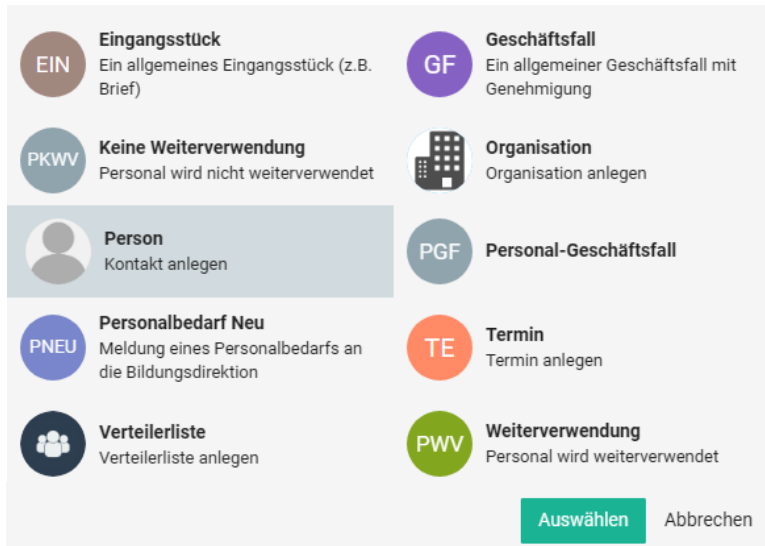 EIN
Eingangsstück
Ein allgemeines Eingangsstück (z.B.
Brief)
GF
Geschäftsfall
Ein allgemeiner Geschäftsfall mit
Genehmigung
PKWV
Keine Weiterverwendung
Personal wird nicht weiterverwendet
Organisation
Organisation anlegen
Person
Kontakt anlegen
PGF
Personal-Geschäftsfall
PNEU
Personalbedarf Neu
Meldung eines Personalbedarfs an
die Bildungsdirektion
TE
Termin
Termin anlegen
Verteilerliste
Verteilerliste anlegen
PWV
Weiterverwendung
Personal wird weiterverwendet
Auswählen
Abbrechen